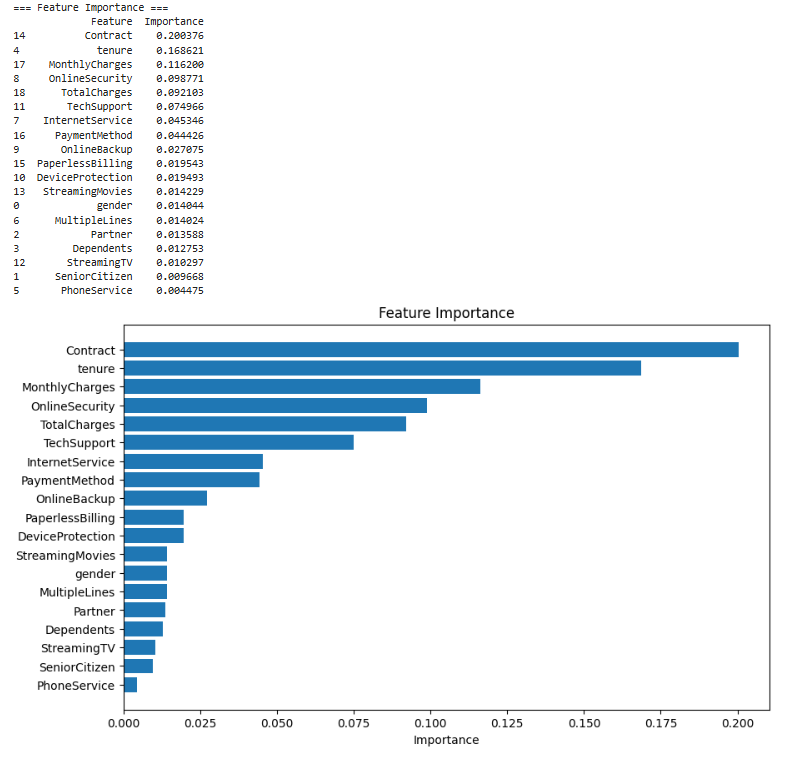 === Feature Importance ===
Feature Importance
14 Contract 0.200376
4 tenure 0.168621
17 MonthlyCharges 0.116200
8 OnlineSecurity 0.098771
18 TotalCharges 0.092103
11 TechSupport 0.074966
7 InternetService 0.045346
16 PaymentMethod 0.044426
9 OnlineBackup 0.027075
15 PaperlessBilling 0.019543
10 DeviceProtection 0.019493
13 StreamingMovies 0.014229
0 gender 0.014044
6 MultipleLines 0.014024
2 Partner 0.013588
3 Dependents 0.012753
12 StreamingTV 0.010297
1 SeniorCitizen 0.009668
5 PhoneService 0.004475
Feature Importance
Contract
tenure
MonthlyCharges
OnlineSecurity
TotalCharges
TechSupport
InternetService
PaymentMethod
OnlineBackup
PaperlessBilling
DeviceProtection
StreamingMovies
gender
MultipleLines
Partner
Dependents
StreamingTV
SeniorCitizen
PhoneService
0.000 0.025 0.050 0.075 0.100 0.125 0.150 0.175 0.200
Importance